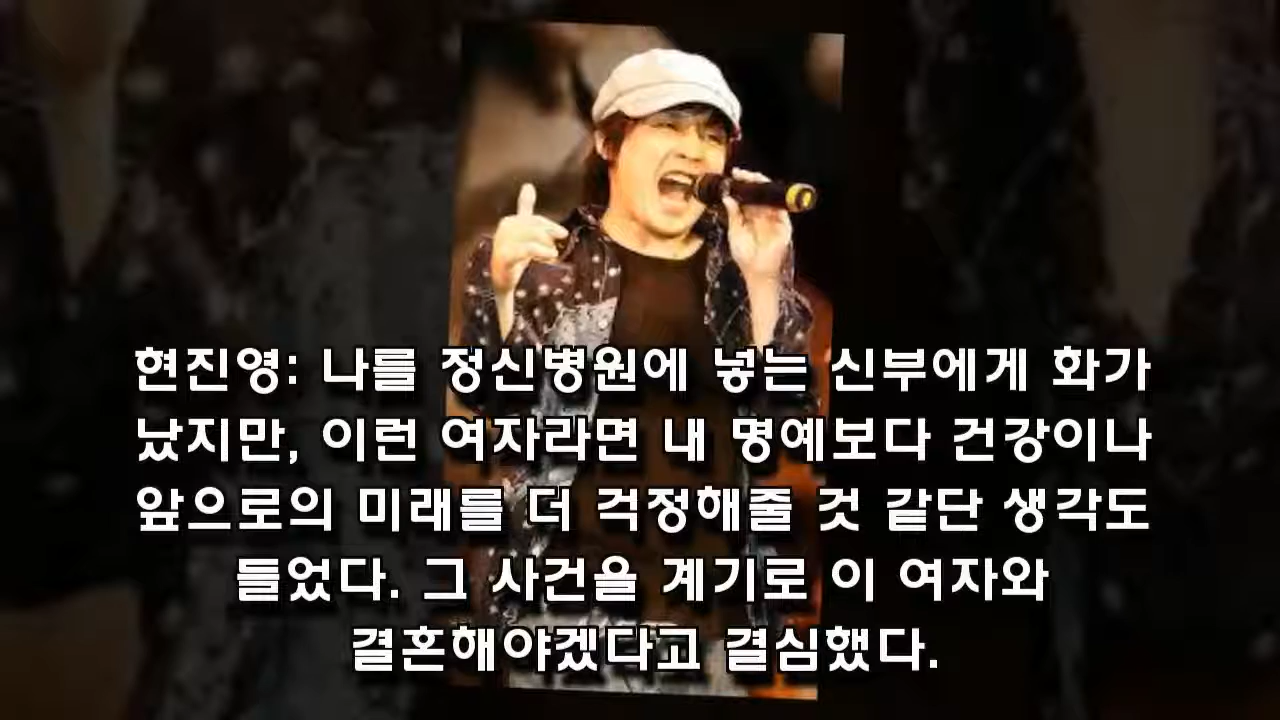 현진영: 나를 정신병원에 넣는 신부에게 화가
났지만, 이런 여자라면 내 명예보다 건강이나
앞으로의 미래를 더 걱정해줄 것 같단 생각도
들었다. 그 사건을 계기로 이 여자와
결혼해야겠다고 결심했다.